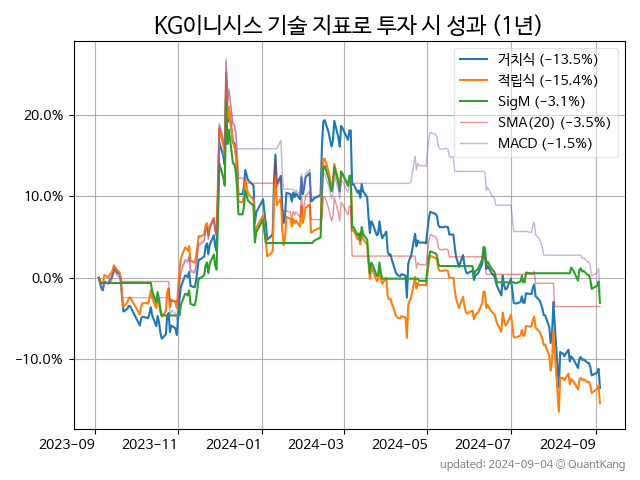 KG이니시스 기술 지표로 투자 시 성과 (1년)
거치식 (-13.5%)
적립식 (-15.4%)
SigM (-3.1%)
SMA(20) (-3.5%)
MACD (-1.5%)
20.0%
10.0%
0.0%
-10.0%
2023-09 2023-11 2024-01 2024-03 2024-05 2024-07 2024-09
updated: 2024-09-04 @ QuantKang